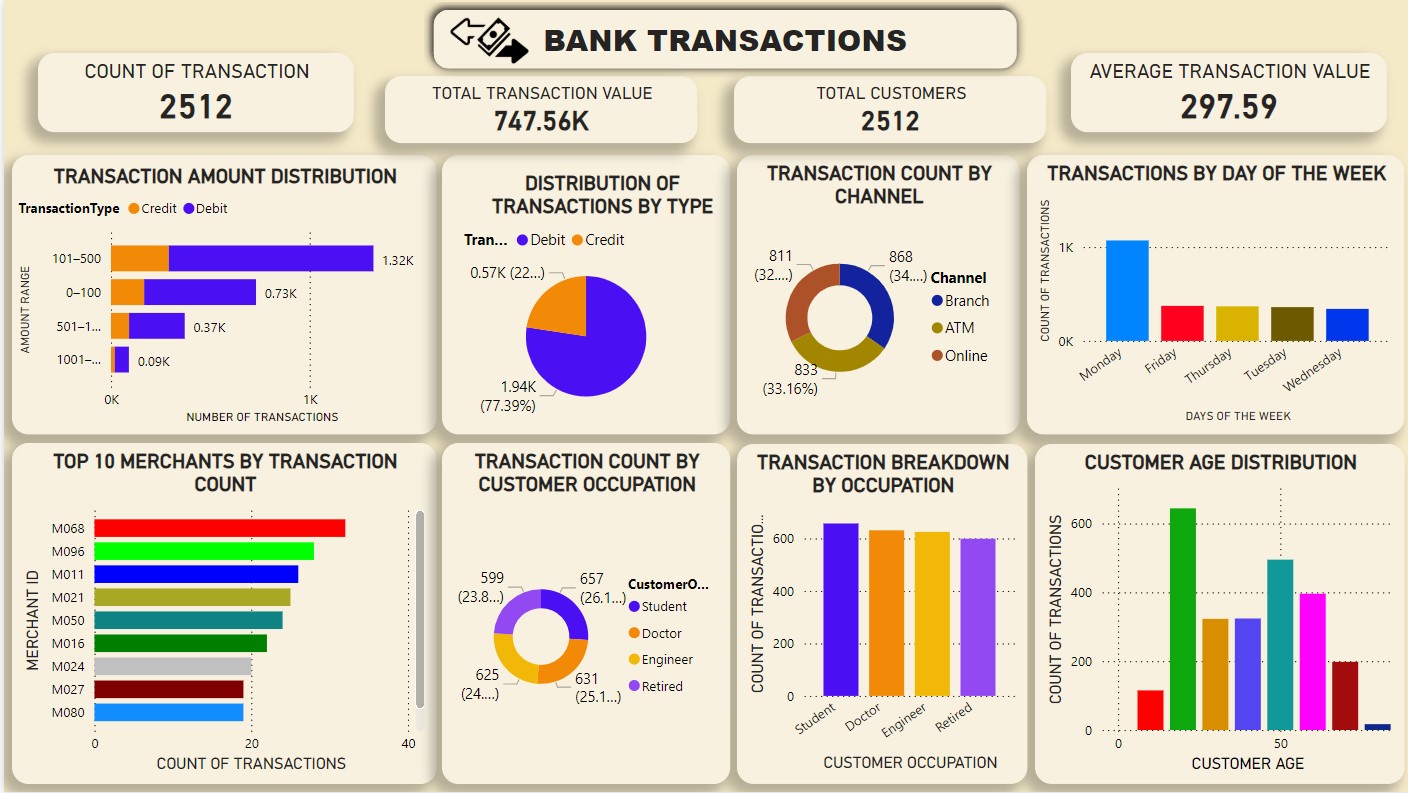 BANK TRANSACTIONS
COUNT OF TRANSACTION
2512
TOTAL TRANSACTION VALUE
747.56K
TOTAL CUSTOMERS
2512
AVERAGE TRANSACTION VALUE
297.59
TRANSACTION AMOUNT DISTRIBUTION
TransactionType Credit Debit
AMOUNT RANGE
101–500
1.32K
0–100
0.73K
501–1...
0.37K
1001–...
0.09K
0K 1K
NUMBER OF TRANSACTIONS
DISTRIBUTION OF
TRANSACTIONS BY TYPE
Tran... Debit Credit
0.57K (22...)
1.94K
(77.39%)
TRANSACTION COUNT BY
CHANNEL
811
(32....)
868
(34....)
833
(33.16%)
Channel
Branch
ATM
Online
TRANSACTIONS BY DAY OF THE WEEK
COUNT OF TRANSACTIONS
1K
0K
Monday
Friday
Thursday
Tuesday
Wednesday
DAYS OF THE WEEK
TOP 10 MERCHANTS BY TRANSACTION
COUNT
MERCHANT ID
M068
M096
M011
M021
M050
M016
M024
M027
M080
0 20 40
COUNT OF TRANSACTIONS
TRANSACTION COUNT BY
CUSTOMER OCCUPATION
599
(23.8...)
657
(26.1...)
625
(24....)
631
(25.1...)
CustomerO...
Student
Doctor
Engineer
Retired
TRANSACTION BREAKDOWN
BY OCCUPATION
COUNT OF TRANSACTIO...
600
400
200
0
Student
Doctor
Engineer
Retired
CUSTOMER OCCUPATION
CUSTOMER AGE DISTRIBUTION
COUNT OF TRANSACTIONS
600
400
200
0
0 50
CUSTOMER AGE